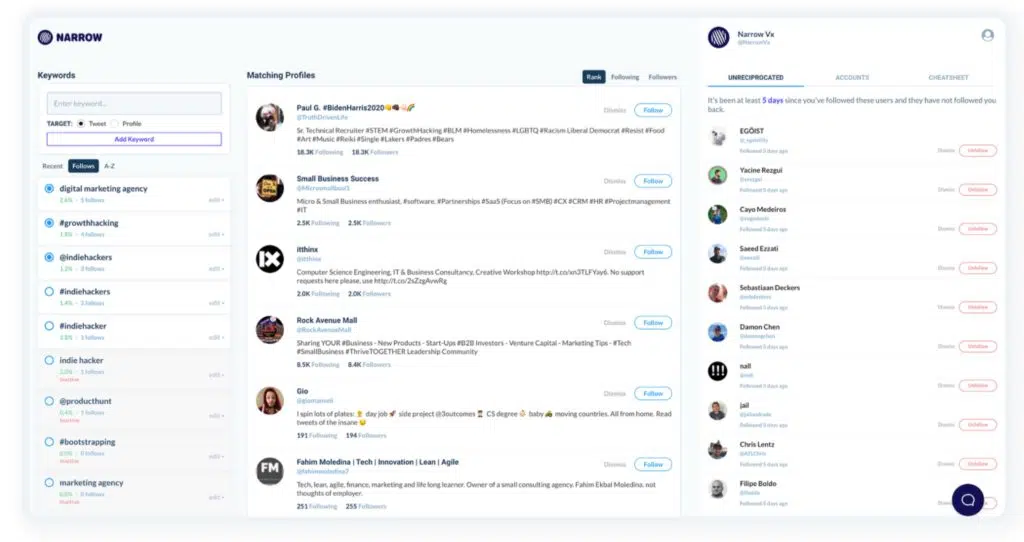 NARROW
Keywords
Enter keyword...
TARGET: Tweet Profile
Add Keyword
Recent Follows A-Z
digital marketing agency
2.6% - 5 follows
edit
#growthhacking
1.5% - 4 follows
edit
@indiehackers
1.2% - 3 follows
edit
#indiehackers
1.4% - 3 follows
edit
#indiehacker
3 follows
edit
indie hacker
3 follows
Inactive
edit
@producthunt
0.4% - 1 follows
Inactive
edit
#bootstrapping
0.0% - 0 follows
Inactive
edit
marketing agency
0.0% - 0 follows
Inactive
edit
Matching Profiles
Rank Following Followers
Paul G. #BidenHarris2020
@TruthDrivenLife
Dismiss Follow
Sr. Technical Recruiter #STEM #GrowthHacking #BLM #Homelessness #LGBTQ #Racism Liberal Democrat #Resist #Food
#Art #Music #Reiki #Single #Lakers #Padres #Bears
18.3K Following 18.3K Followers
Small Business Success
Dismiss Follow
Micro & Small Business enthusiast, #software, #Partnerships #SaaS (Focus on #SMB) #CX #CRM #HR #Projectmanagement
#IT
2.5K Following 2.5K Followers
itthinx
@itthinx
Dismiss Follow
Computer Science Engineering, IT & Business Consultancy, Creative Workshop http://t.co/xn3TLFYay6. No support
requests here please, use http://t.co/2sZzgAvwRg
2.0K Following 2.0K Followers
Rock Avenue Mall
@RockAvenueMall
Dismiss Follow
Sharing YOUR #Business - New Products - Start-Ups #B2B Investors - Venture Capital - Marketing Tips - #Tech
#SmallBusiness #ThriveTOGETHER Leadership Community
8.5K Following 8.4K Followers
Gio
Dismiss Follow
I spin lots of plates: day job side project @3outcomes CS degree baby moving countries. All from home. Read
tweets of the insane
191 Following 194 Followers
Fahim Moledina | Tech | Innovation | Lean | Agile
@fahimmoledina3
Dismiss Follow
Tech, lean, agile, finance, marketing and life long learner. Owner of a small consulting agency. Fahim Ekbal Moledina. not
thoughts of employer.
251 Following 255 Followers
Narrow Vx
@NarrowVx
UNRECIPROCATED ACCOUNTS CHEATSHEET
It's been at least 5 days since you've followed these users and they have not followed you
back.
EGÖIST
Followed 5 days ago
Dismiss Unfollow
Yacine Rezgui
Followed 5 days ago
Dismiss Unfollow
Cayo Medeiros
Followed 5 days ago
Dismiss Unfollow
Saeed Ezzati
Followed 5 days ago
Dismiss Unfollow
Sebastiaan Deckers
Followed 5 days ago
Dismiss Unfollow
Damon Chen
Followed 5 days ago
Dismiss Unfollow
nall
Followed 5 days ago
Dismiss Unfollow
jail
Followed 5 days ago
Dismiss Unfollow
Chris Lentz
@ATLChris
Followed 5 days ago
Dismiss Unfollow
Filipe Boldo
Followed 5 days ago